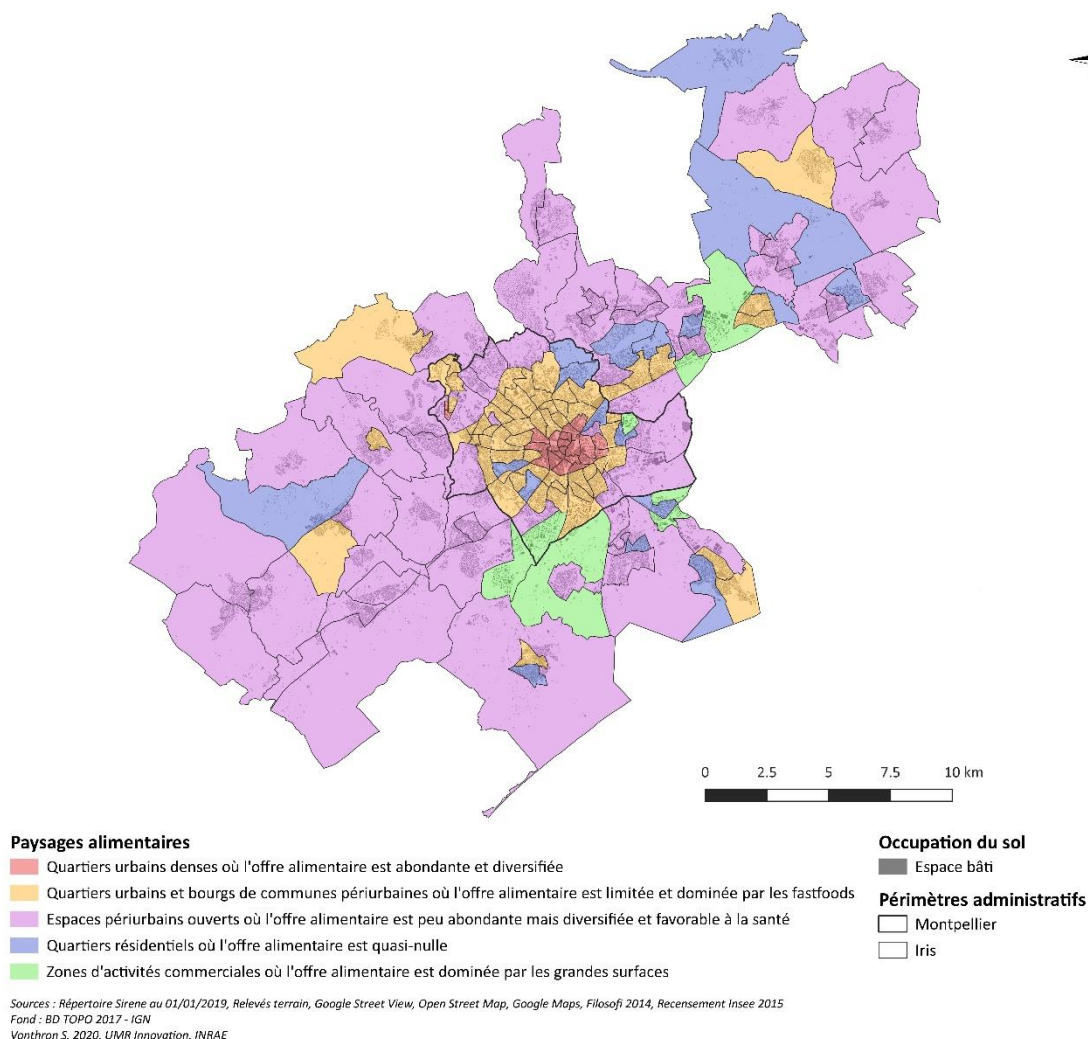 0 2.5 5 7.5 10 km
Paysages alimentaires
Quartiers urbains denses où l'offre alimentaire est abondante et diversifiée
Quartiers urbains et bourgs de communes périurbaines où l'offre alimentaire est limitée et dominée par les fastfoods
Espaces périurbains ouverts où l'offre alimentaire est peu abondante mais diversifiée et favorable à la santé
Quartiers résidentiels où l'offre alimentaire est quasi-nulle
Zones d'activités commerciales où l'offre alimentaire est dominée par les grandes surfaces
Occupation du sol
Espace bâti
Périmètres administratifs
Montpellier
Iris
Sources : Répertoire Sirene au 01/01/2019, Relevés terrain, Google Street View, Open Street Map, Google Maps, Filosofi 2014, Recensement Insee 2015
Fond : BD TOPO 2017 - IGN
Vonthron S. 2020. UMR Innovation. INRAE